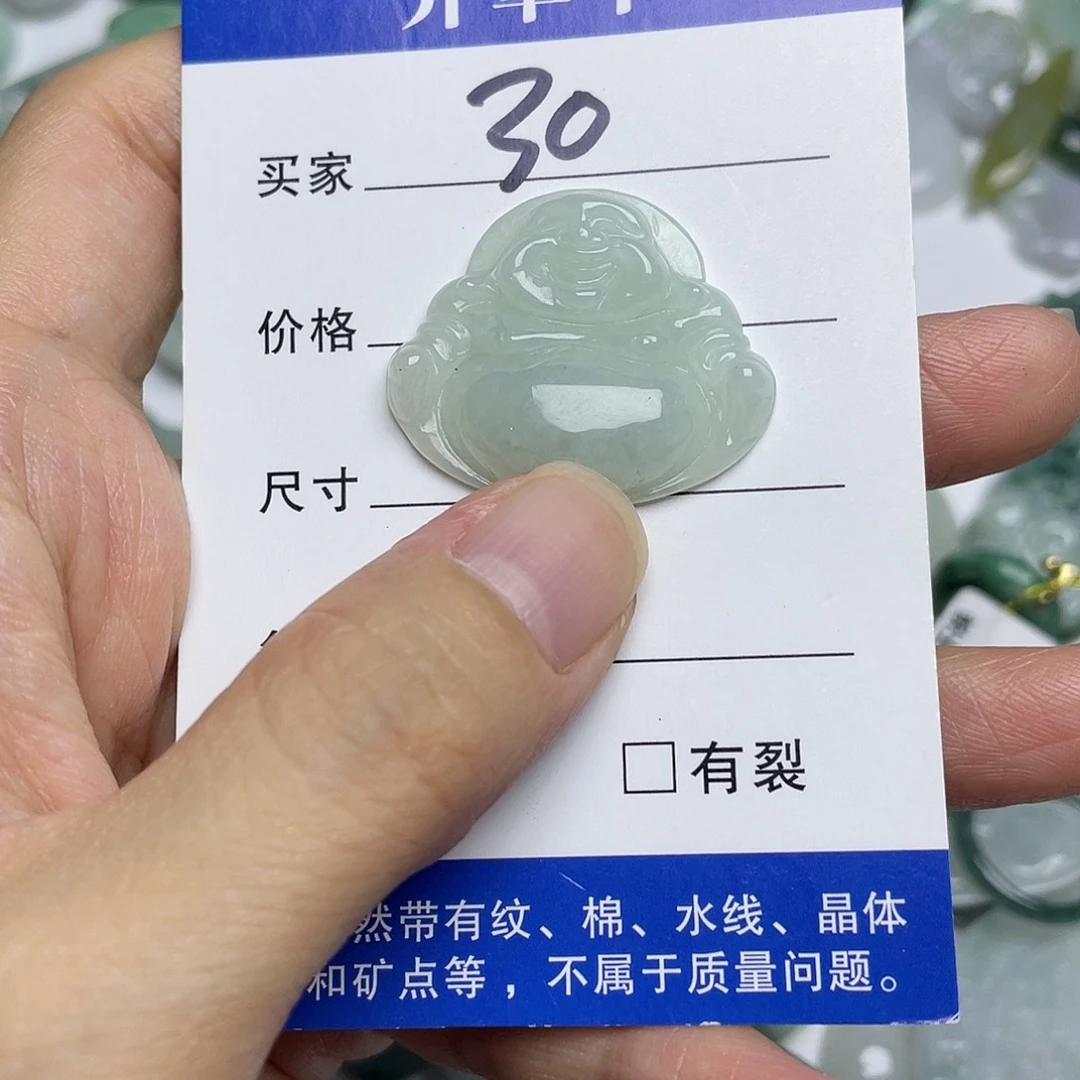 30
买家
价格
尺寸
有裂
然带有纹、棉、水线、晶体
和矿点等，不属于质量问题。